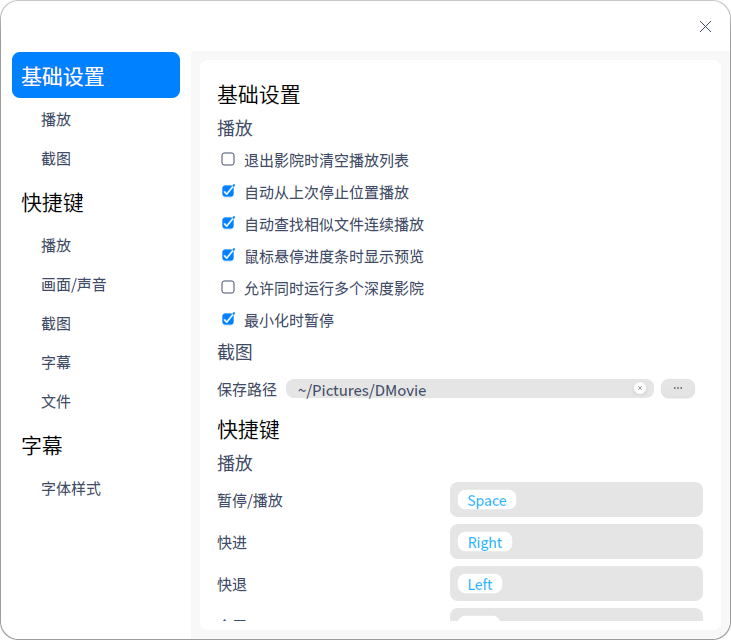 基础设置
播放
截图
快捷键
播放
画面/声音
截图
字幕
文件
字幕
字体样式
基础设置
播放
退出影院时清空播放列表
自动从上次停止位置播放
自动查找相似文件连续播放
鼠标悬停进度条时显示预览
允许同时运行多个深度影院
最小化时暂停
截图
保存路径 ~/Pictures/DMovie ...
快捷键
播放
暂停/播放 Space
快进 Right
快退 Left